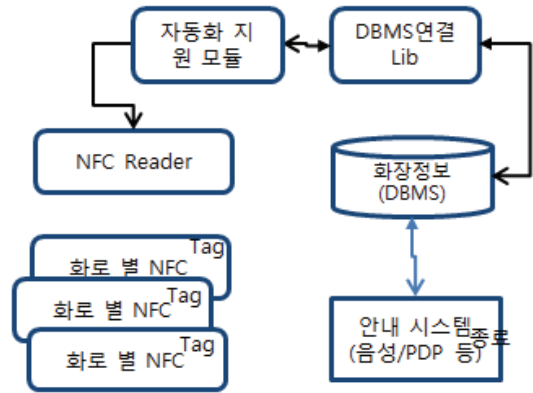 자동화 지
원 모듈
DBMS연결
Lib
NFC Reader
화장정보
(DBMS)
화로 별 NFC Tag
화로 별 NFC Tag
화로 별 NFC Tag
안내 시스템
(음성/PDP 등)
종료